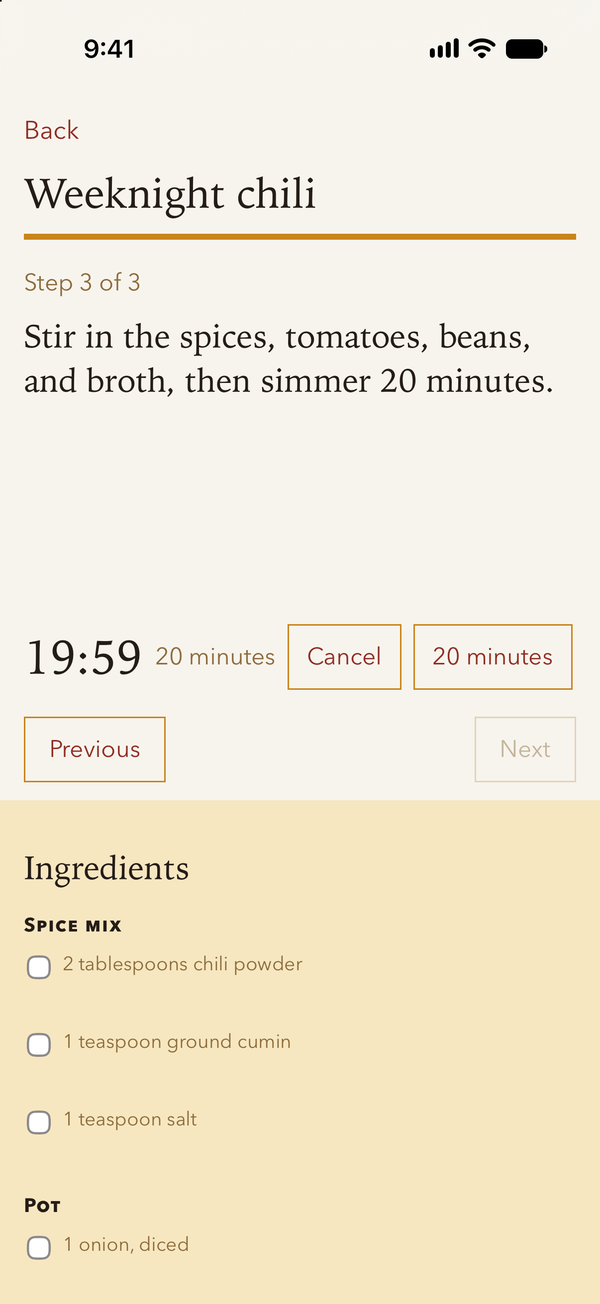 9:41
Back
Weeknight chili
Step 3 of 3
Stir in the spices, tomatoes, beans,
and broth, then simmer 20 minutes.
19:59 20 minutes Cancel 20 minutes
Previous Next
Ingredients
Spice mix
2 tablespoons chili powder
1 teaspoon ground cumin
1 teaspoon salt
Pot
1 onion, diced